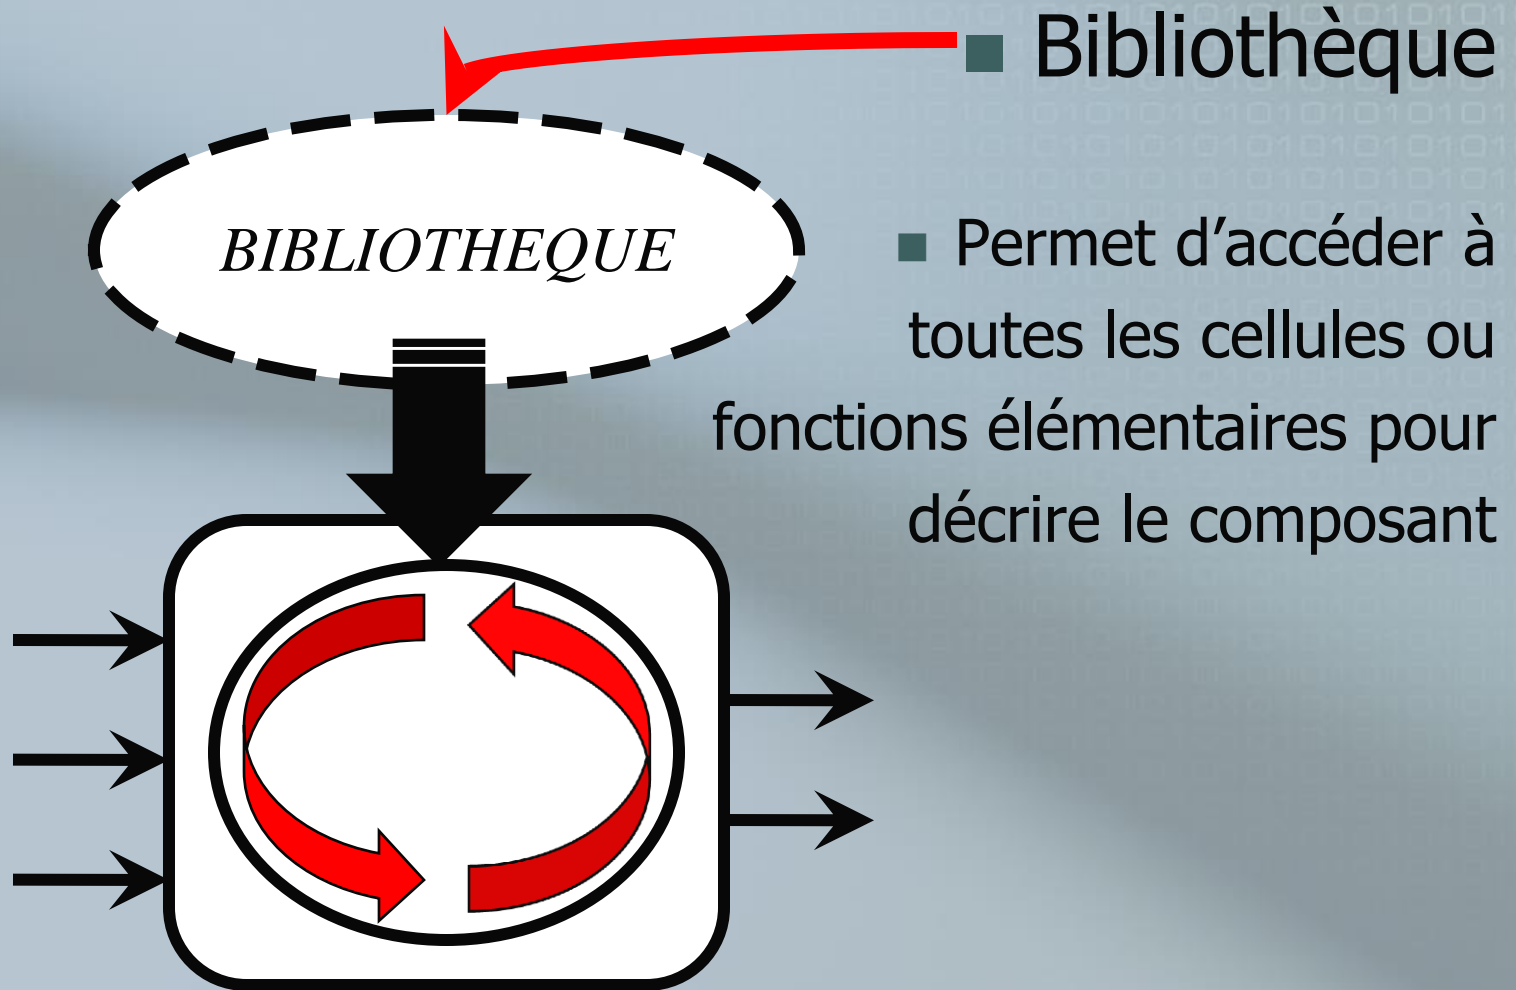 ■ Bibliothèque
BIBLIOTHEQUE
■ Permet d’accéder à
toutes les cellules ou
fonctions élémentaires pour
décrire le composant